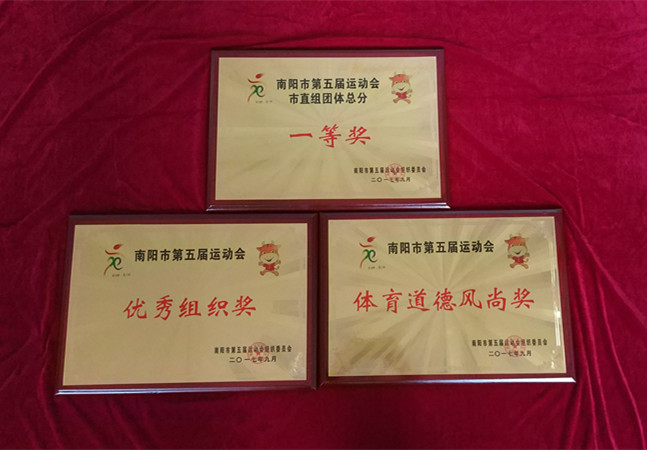 南阳市第五届运动会
市直组团体总分
一等奖
南阳市第五届运动会组织委员会
二〇一七年九月
南阳市第五届运动会
优秀组织奖
南阳市第五届运动会组织委员会
二〇一七年九月
南阳市第五届运动会
体育道德风尚奖
南阳市第五届运动会组织委员会
二〇一七年九月